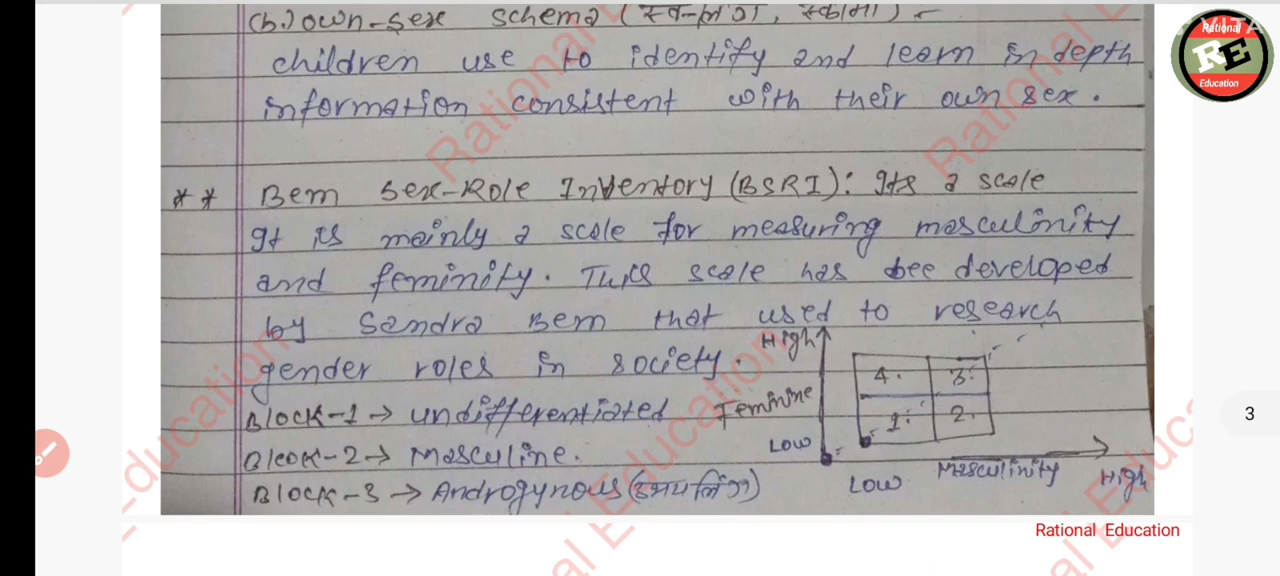 (b.) Own-sex schema (
children use to identify and learn in depth
information consistent with their own sex.
** Bem Sex-Role Inventory (BSRI): Its a scale
It is mainly a scale for measuring masculinity
and feminity. This scale has bee developed
by Sandra Bem that used to research
gender roles in society.
Block-1 → undifferentiated
Block-2 → Masculine.
Block-3 → Androgynous (उभयलिंग)
High
Feminine
Low
4. 3.
1. 2.
Low Masculinity High
Rational
RE
Education
3
Rational Education